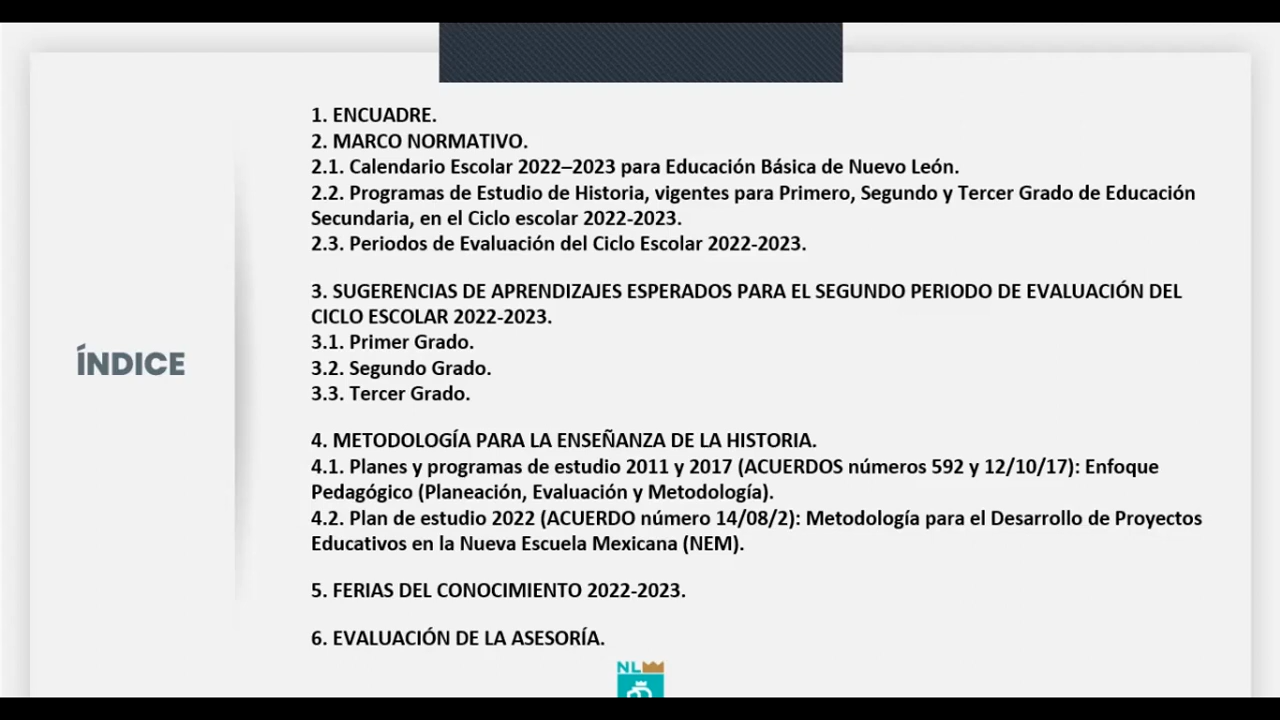 1. ENCUADRE.
2. MARCO NORMATIVO.
2.1. Calendario Escolar 2022–2023 para Educación Básica de Nuevo León.
2.2. Programas de Estudio de Historia, vigentes para Primero, Segundo y Tercer Grado de Educación
Secundaria, en el Ciclo escolar 2022-2023.
2.3. Periodos de Evaluación del Ciclo Escolar 2022-2023.
3. SUGERENCIAS DE APRENDIZAJES ESPERADOS PARA EL SEGUNDO PERIODO DE EVALUACIÓN DEL
CICLO ESCOLAR 2022-2023.
3.1. Primer Grado.
3.2. Segundo Grado.
3.3. Tercer Grado.
ÍNDICE
4. METODOLOGÍA PARA LA ENSEÑANZA DE LA HISTORIA.
4.1. Planes y programas de estudio 2011 y 2017 (ACUERDOS números 592 y 12/10/17): Enfoque
Pedagógico (Planeación, Evaluación y Metodología).
4.2. Plan de estudio 2022 (ACUERDO número 14/08/2): Metodología para el Desarrollo de Proyectos
Educativos en la Nueva Escuela Mexicana (NEM).
5. FERIAS DEL CONOCIMIENTO 2022-2023.
6. EVALUACIÓN DE LA ASESORÍA.
NL